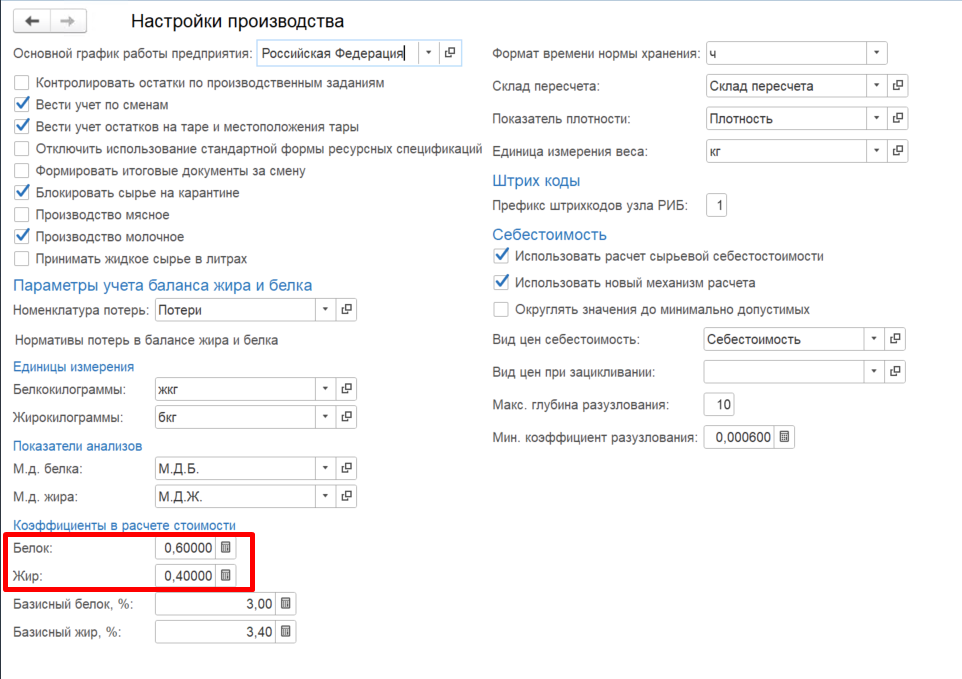 Настройки производства
Основной график работы предприятия: Российская Федерация
Контролировать остатки по производственным заданиям
Вести учет по сменам
Вести учет остатков на таре и местоположения тары
Отключить использование стандартной формы ресурсных спецификаций
Формировать итоговые документы за смену
Блокировать сырье на карантине
Производство мясное
Производство молочное
Принимать жидкое сырье в литрах
Параметры учета баланса жира и белка
Номенклатура потерь: Потери
Нормативы потерь в балансе жира и белка
Единицы измерения
Белкокилограммы: жкг
Жирокилограммы: бкг
Показатели анализов
М.д. белка: М.Д.Б.
М.д. жира: М.Д.Ж.
Коэффициенты в расчете стоимости
Белок: 0,60000
Жир: 0,40000
Базисный белок, %: 3,00
Базисный жир, %: 3,40
Формат времени нормы хранения: ч
Склад пересчета: Склад пересчета
Показатель плотности: Плотность
Единица измерения веса: кг
Штрих коды
Префикс штрихкодов узла РИБ: 1
Себестоимость
Использовать расчет сырьевой себестостоимости
Использовать новый механизм расчета
Округлять значения до минимально допустимых
Вид цен себестоимость: Себестоимость
Вид цен при зацикливании:
Макс. глубина разузлования: 10
Мин. коэффициент разузлования: 0,000600